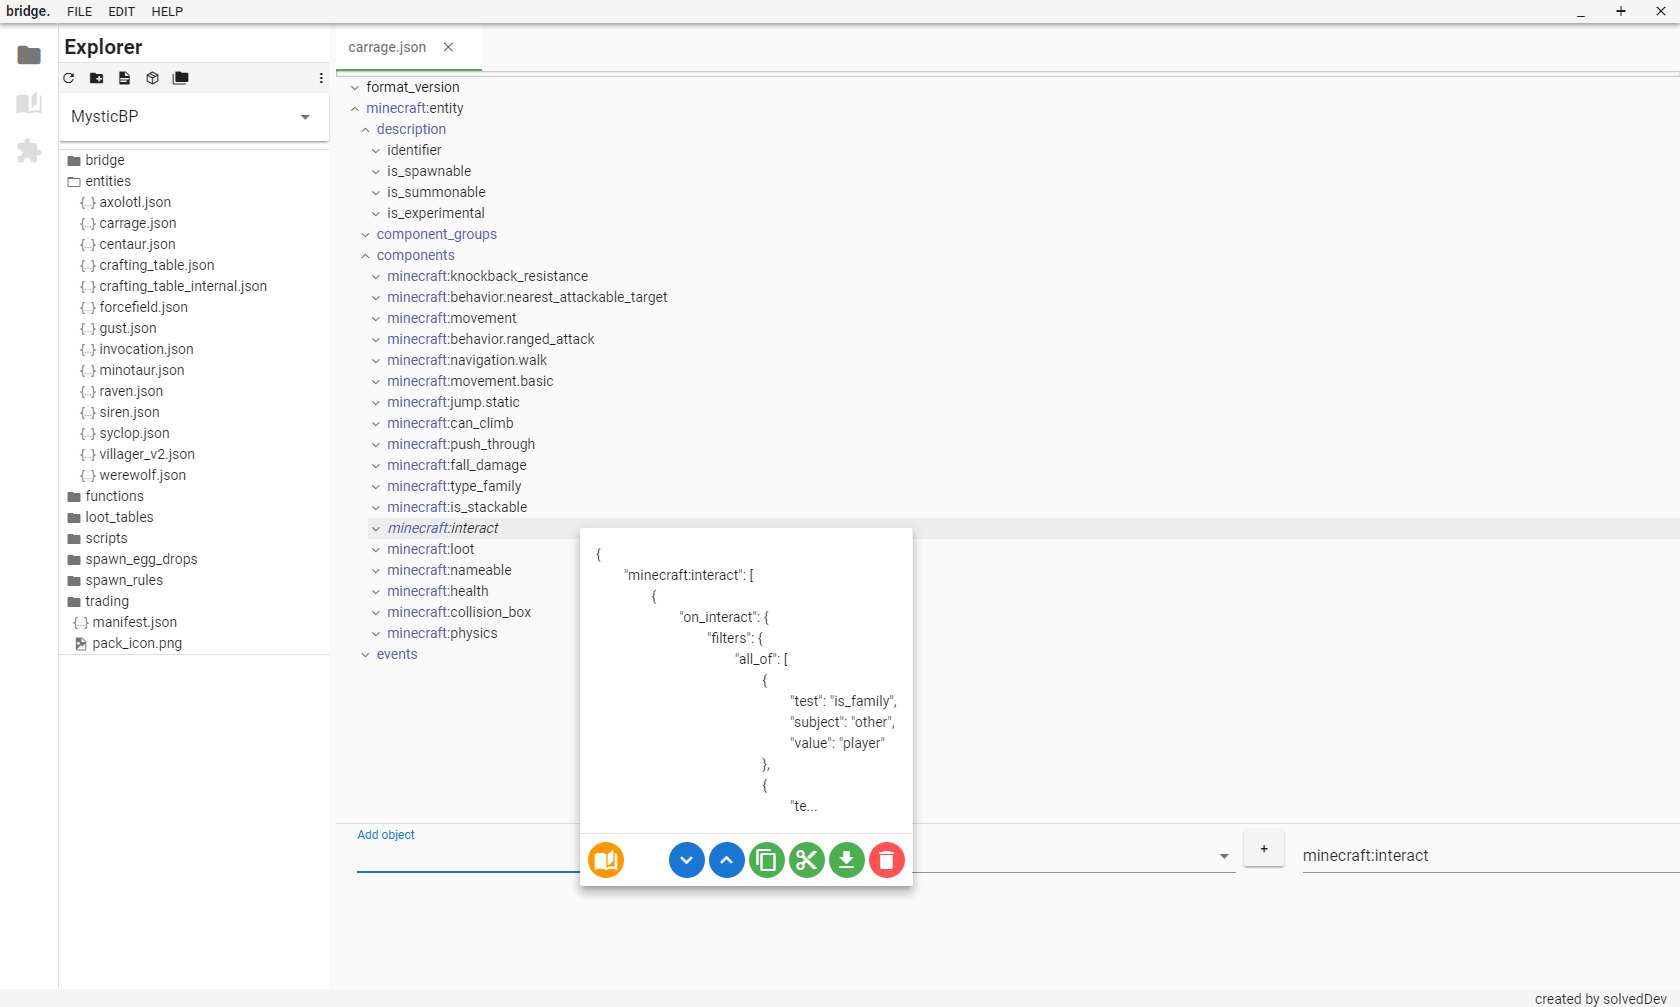 bridge. FILE EDIT HELP
Explorer
MysticBP
bridge
entities
{..} axolotl.json
{..} carrage.json
{..} centaur.json
{..} crafting_table.json
{..} crafting_table_internal.json
{..} forcefield.json
{..} gust.json
{..} invocation.json
{..} minotaur.json
{..} raven.json
{..} siren.json
{..} syclop.json
{..} villager_v2.json
{..} werewolf.json
functions
loot_tables
scripts
spawn_egg_drops
spawn_rules
trading
{..} manifest.json
pack_icon.png
carrage.json
format_version
minecraft:entity
description
identifier
is_spawnable
is_summonable
is_experimental
component_groups
components
minecraft:knockback_resistance
minecraft:behavior.nearest_attackable_target
minecraft:movement
minecraft:behavior.ranged_attack
minecraft:navigation.walk
minecraft:movement.basic
minecraft:jump.static
minecraft:can_climb
minecraft:push_through
minecraft:fall_damage
minecraft:type_family
minecraft:is_stackable
minecraft:interact
minecraft:loot
minecraft:nameable
minecraft:health
minecraft:collision_box
minecraft:physics
events
{
"minecraft:interact": [
{
"on_interact": {
"filters": {
"all_of": [
{
"test": "is_family",
"subject": "other",
"value": "player"
},
{
"te...
Add object
+
minecraft:interact
created by solvedDev